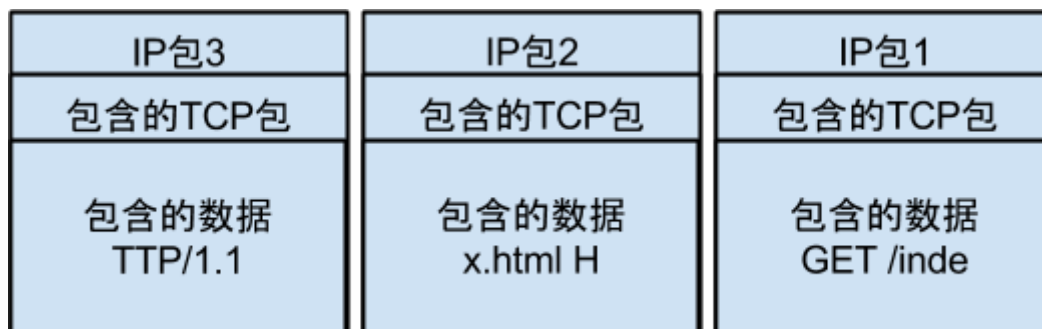 IP包3
包含的TCP包
包含的数据
TTP/1.1
IP包2
包含的TCP包
包含的数据
x.html H
IP包1
包含的TCP包
包含的数据
GET /inde